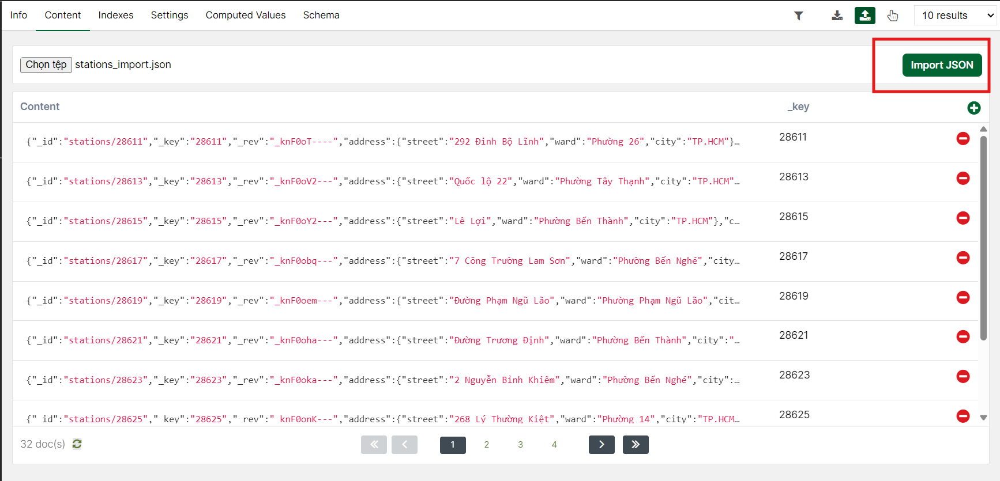 Info Content Indexes Settings Computed Values Schema 10 results
Chọn tệp stations_import.json Import JSON
Content _key
{"_id":"stations/28611","_key":"28611","_rev":"_knF0oT----","address":{"street":"292 Đinh Bộ Lĩnh","ward":"Phường 26","city":"TP.HCM"}… 28611
{"_id":"stations/28613","_key":"28613","_rev":"_knF0oV2---","address":{"street":"Quốc lộ 22","ward":"Phường Tây Thạnh","city":"TP.HCM"… 28613
{"_id":"stations/28615","_key":"28615","_rev":"_knF0oY2---","address":{"street":"Lê Lợi","ward":"Phường Bến Thành","city":"TP.HCM"},"c… 28615
{"_id":"stations/28617","_key":"28617","_rev":"_knF0obq---","address":{"street":"7 Công Trường Lam Sơn","ward":"Phường Bến Nghé","city… 28617
{"_id":"stations/28619","_key":"28619","_rev":"_knF0oem---","address":{"street":"Đường Phạm Ngũ Lão","ward":"Phường Phạm Ngũ Lão","cit… 28619
{"_id":"stations/28621","_key":"28621","_rev":"_knF0oha---","address":{"street":"Đường Trương Định","ward":"Phường Bến Thành","city":"… 28621
{"_id":"stations/28623","_key":"28623","_rev":"_knF0oka---","address":{"street":"2 Nguyễn Bỉnh Khiêm","ward":"Phường Bến Nghé","city":… 28623
{"_id":"stations/28625","_key":"28625","_rev":"_knF0onK---","address":{"street":"268 Lý Thường Kiệt","ward":"Phường 14","city":"TP.HCM… 28625
32 doc(s) 1 2 3 4